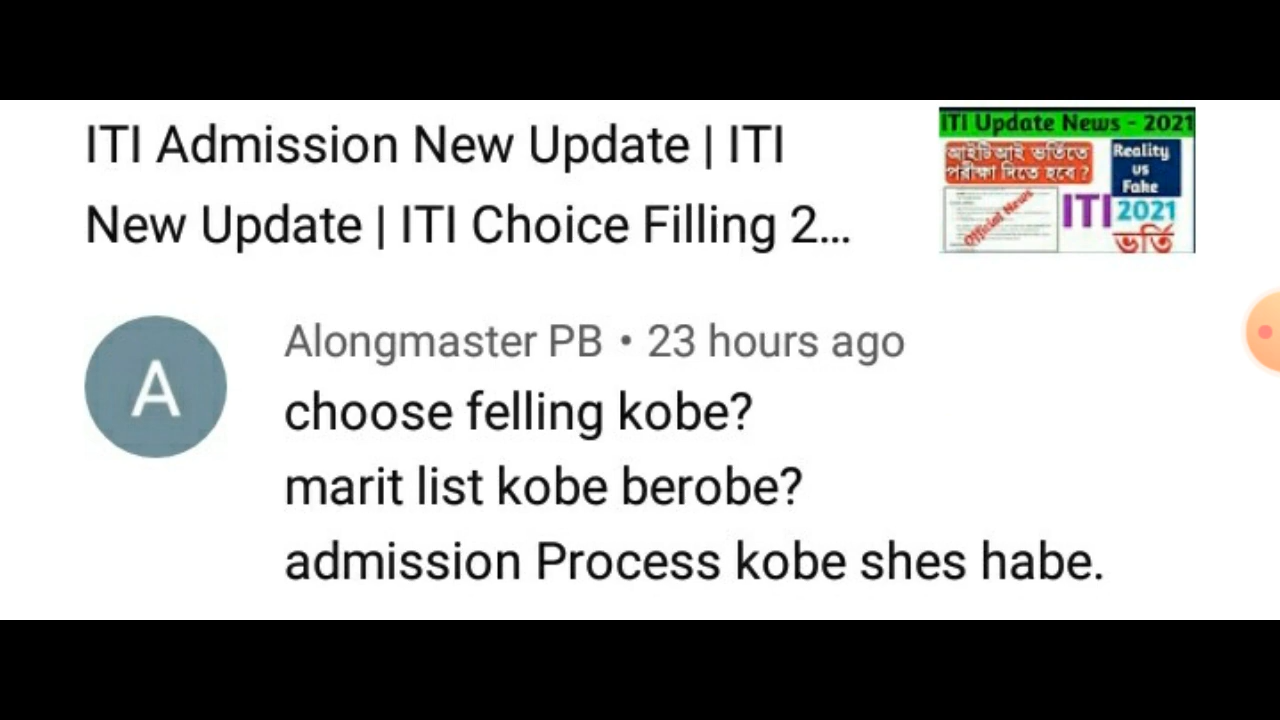 ITI Admission New Update | ITI
New Update | ITI Choice Filling 2...
ITI Update News - 2021
আইটিআই ভর্তিতে
পরীক্ষা দিতে হবে ?
Reality
us
Fake
Official News
ITI 2021
ভর্তি
A
Alongmaster PB • 23 hours ago
choose felling kobe?
marit list kobe berobe?
admission Process kobe shes habe.